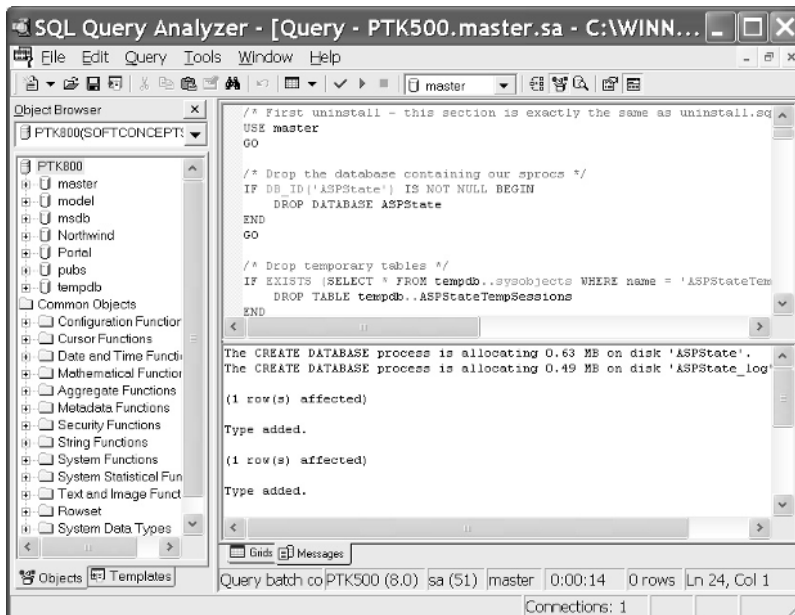 SQL Query Analyzer - [Query - PTK500.master.sa - C:\WINN...
File Edit Query Tools Window Help
master
Object Browser
PTK800(SOFTCONCEPTS
PTK800
master
model
msdb
Northwind
Portal
pubs
tempdb
Common Objects
Configuration Function
Cursor Functions
Date and Time Functi
Mathematical Function
Aggregate Functions
Metadata Functions
Security Functions
String Functions
System Functions
System Statistical Fun
Text and Image Funct
Rowset
System Data Types
Objects Templates
/* First uninstall - this section is exactly the same as uninstall.sq
USE master
GO
/* Drop the database containing our sprocs */
IF DB_ID('ASPState') IS NOT NULL BEGIN
DROP DATABASE ASPState
END
GO
/* Drop temporary tables */
IF EXISTS (SELECT * FROM tempdb..sysobjects WHERE name = 'ASPStateTem
DROP TABLE tempdb..ASPStateTempSessions
END
The CREATE DATABASE process is allocating 0.63 MB on disk 'ASPState'.
The CREATE DATABASE process is allocating 0.49 MB on disk 'ASPState_log'
(1 row(s) affected)
Type added.
(1 row(s) affected)
Type added.
Grids Messages
Query batch co PTK500 (8.0) sa (51) master 0:00:14 0 rows Ln 24, Col 1
Connections: 1